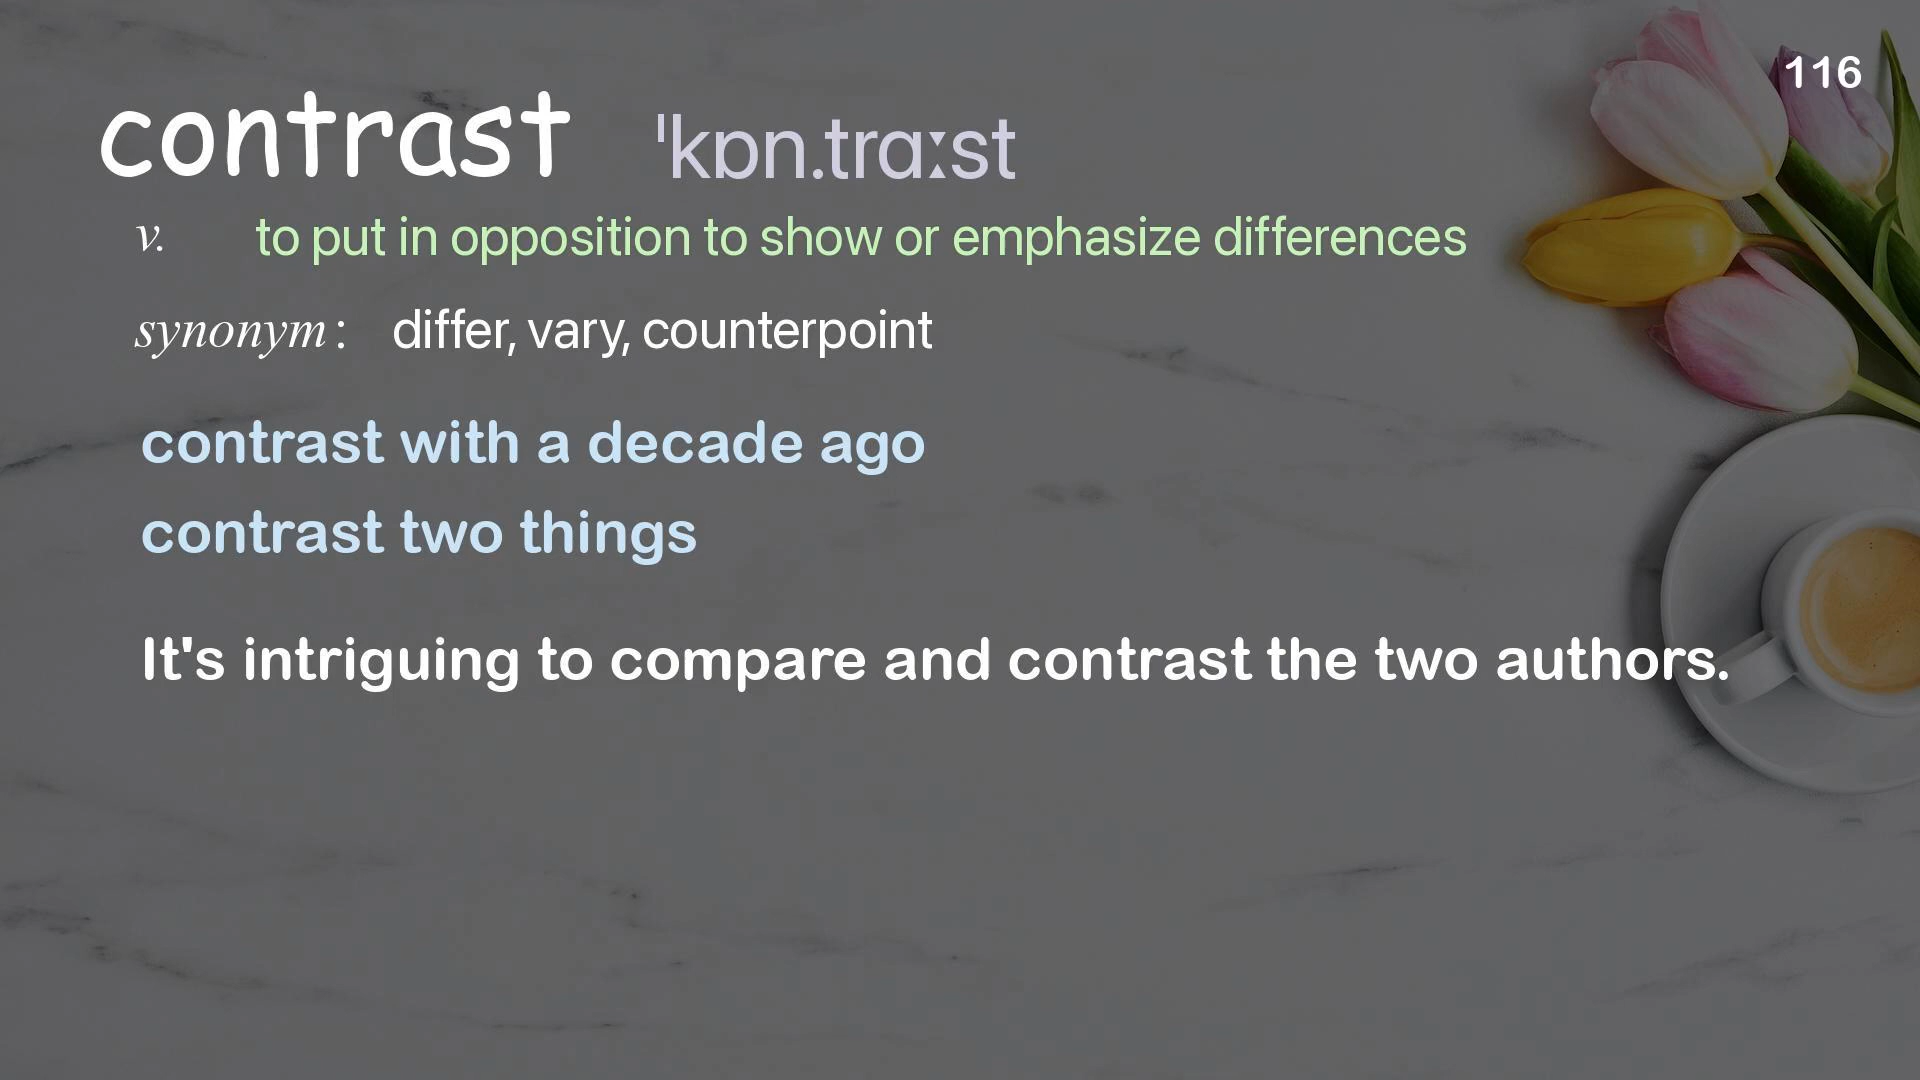 116
contrast ˈkɒn.trɑːst
v. to put in opposition to show or emphasize differences
synonym: differ, vary, counterpoint
contrast with a decade ago
contrast two things
It's intriguing to compare and contrast the two authors.